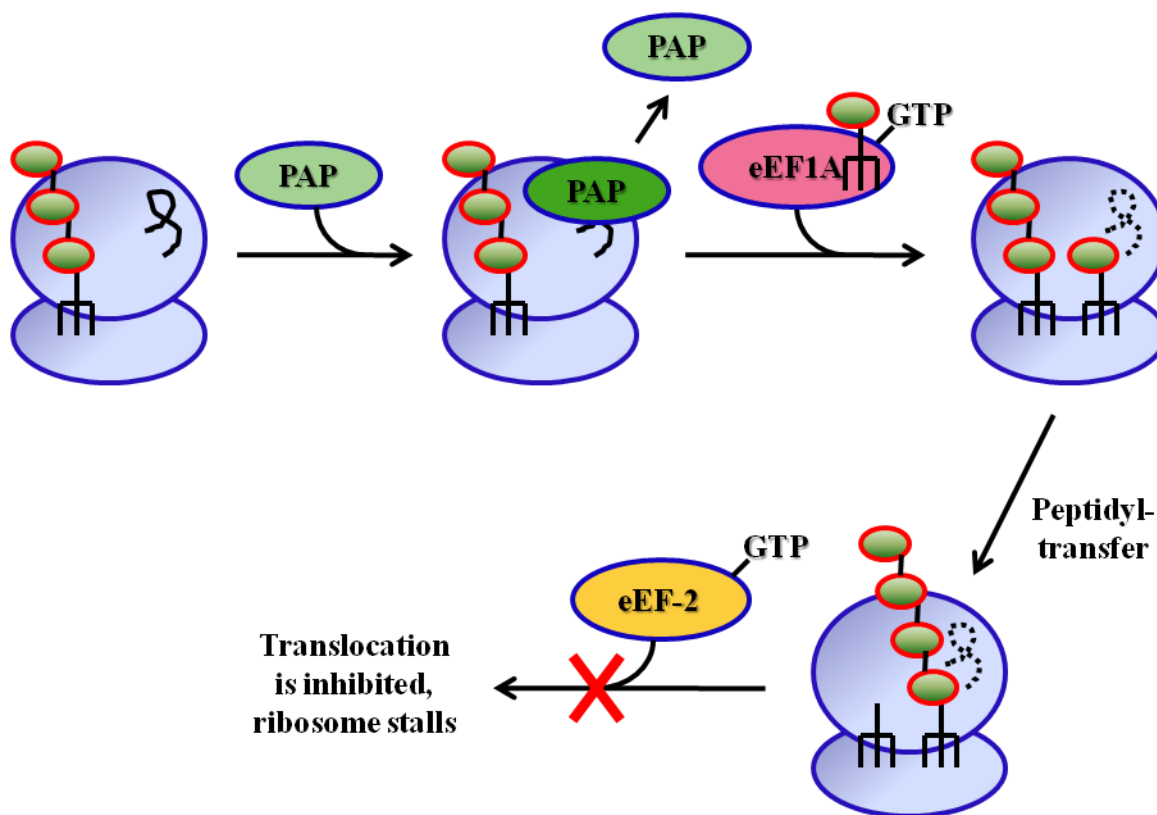 PAP
PAP
PAP
eEF1A
GTP
Peptidyl-
transfer
GTP
eEF-2
Translocation
is inhibited,
ribosome stalls